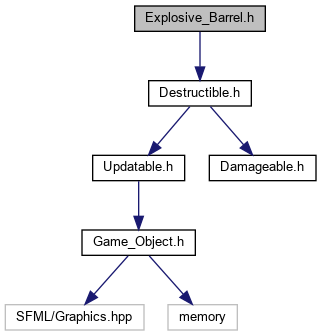 Explosive_Barrel.h
Destructible.h
Updatable.h
Damageable.h
Game_Object.h
SFML/Graphics.hpp
memory